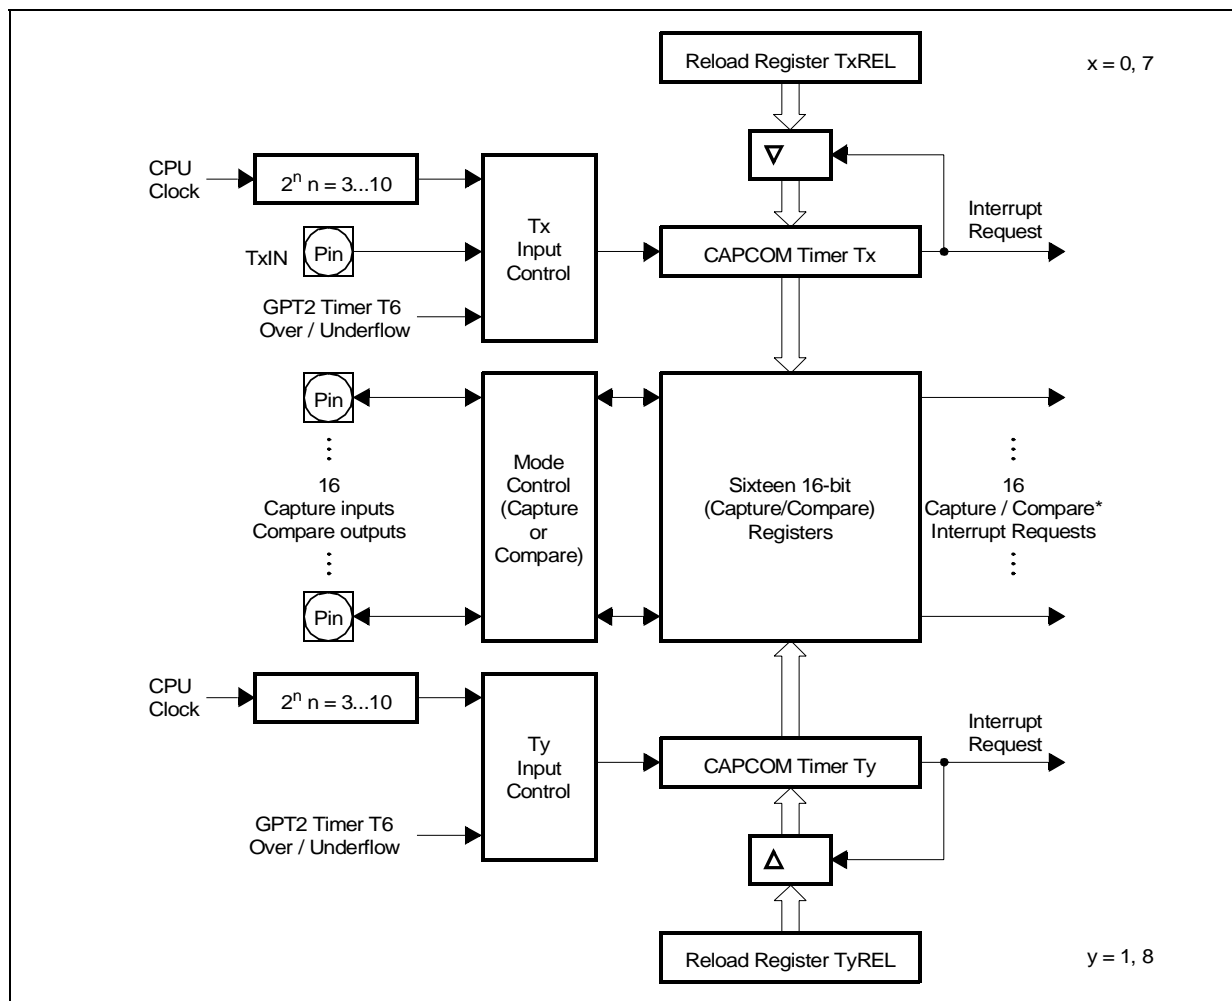 Reload Register TxREL
x = 0, 7
CPU
Clock
2ⁿ n = 3...10
Tx
Input
Control
Interrupt
Request
TxIN
Pin
CAPCOM Timer Tx
GPT2 Timer T6
Over / Underflow
Pin
16
Capture inputs
Compare outputs
Pin
Mode
Control
(Capture
or
Compare)
Sixteen 16-bit
(Capture/Compare)
Registers
16
Capture / Compare*
Interrupt Requests
CPU
Clock
2ⁿ n = 3...10
Ty
Input
Control
Interrupt
Request
CAPCOM Timer Ty
GPT2 Timer T6
Over / Underflow
Reload Register TyREL
y = 1, 8